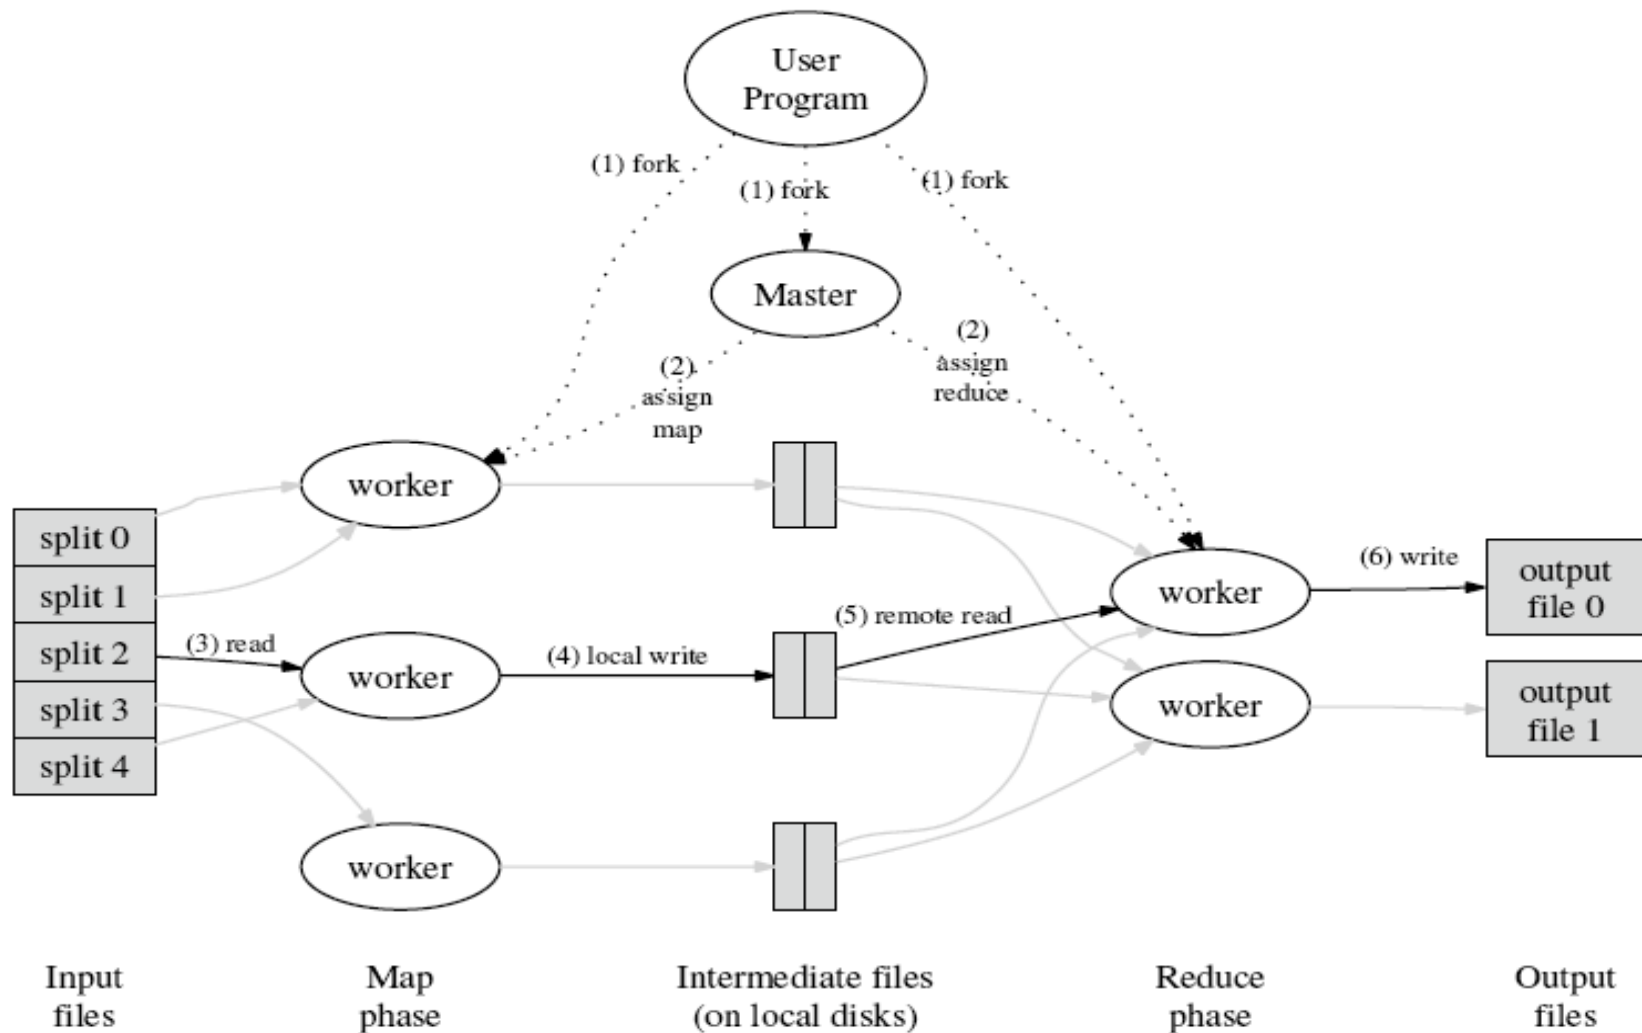 User
Program
(1) fork
(1) fork
(1) fork
Master
(2)
assign
map
(2)
assign
reduce
worker
split 0
split 1
split 2
split 3
split 4
(3) read
worker
(4) local write
(5) remote read
worker
worker
(6) write
output
file 0
worker
output
file 1
Input
files
Map
phase
Intermediate files
(on local disks)
Reduce
phase
Output
files